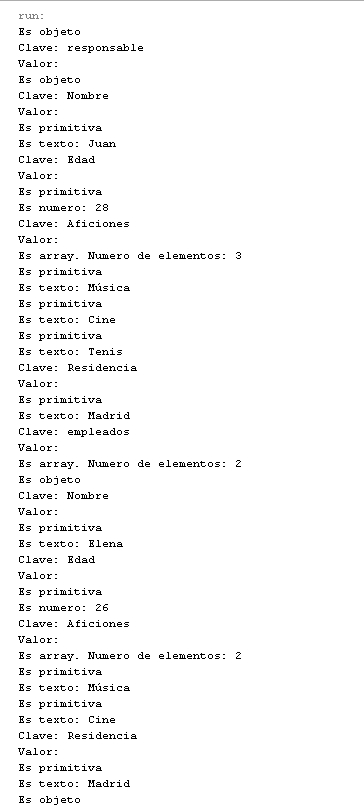 run:
Es objeto
Clave: responsable
Valor:
Es objeto
Clave: Nombre
Valor:
Es primitiva
Es texto: Juan
Clave: Edad
Valor:
Es primitiva
Es numero: 28
Clave: Aficiones
Valor:
Es array. Numero de elementos: 3
Es primitiva
Es texto: Música
Es primitiva
Es texto: Cine
Es primitiva
Es texto: Tenis
Clave: Residencia
Valor:
Es primitiva
Es texto: Madrid
Clave: empleados
Valor:
Es array. Numero de elementos: 2
Es objeto
Clave: Nombre
Valor:
Es primitiva
Es texto: Elena
Clave: Edad
Valor:
Es primitiva
Es numero: 26
Clave: Aficiones
Valor:
Es array. Numero de elementos: 2
Es primitiva
Es texto: Música
Es primitiva
Es texto: Cine
Clave: Residencia
Valor:
Es primitiva
Es texto: Madrid
Es objeto